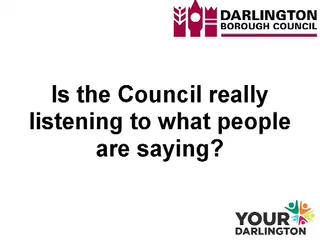 DARLINGTON
BOROUGH COUNCIL
Is the Council really
listening to what people
are saying?
YOUR
DARLINGTON